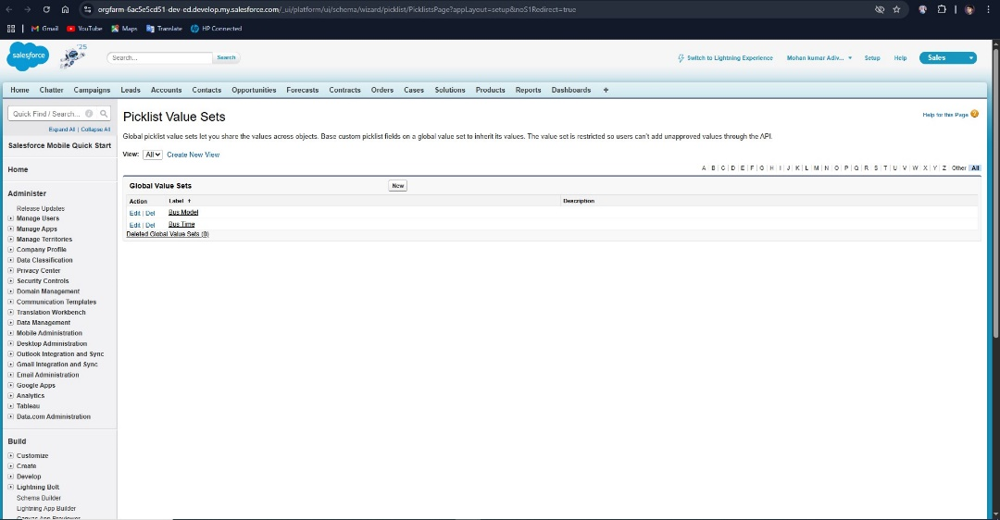 orgfarm-6ac5e5cd51-dev-ed.develop.my.salesforce.com/_ui/platform/ui/schema/wizard/picklist/PicklistsPage?appLayout=setup&noS1Redirect=true
Gmail YouTube Maps Translate HP Connected
salesforce '25 Search... Search Switch to Lightning Experience Mohan kumar Adiv... Setup Help Sales
Home Chatter Campaigns Leads Accounts Contacts Opportunities Forecasts Contracts Orders Cases Solutions Products Reports Dashboards +
Quick Find / Search...
Expand All | Collapse All
Salesforce Mobile Quick Start
Home
Administer
Release Updates
Manage Users
Manage Apps
Manage Territories
Company Profile
Data Classification
Privacy Center
Security Controls
Domain Management
Communication Templates
Translation Workbench
Data Management
Mobile Administration
Desktop Administration
Outlook Integration and Sync
Gmail Integration and Sync
Email Administration
Google Apps
Analytics
Tableau
Data.com Administration
Build
Customize
Create
Develop
Lightning Bolt
Schema Builder
Lightning App Builder
Canvas App Previewer
Picklist Value Sets
Help for this Page
Global picklist value sets let you share the values across objects. Base custom picklist fields on a global value set to inherit its values. The value set is restricted so users can't add unapproved values through the API.
View: All Create New View
A | B | C | D | E | F | G | H | I | J | K | L | M | N | O | P | Q | R | S | T | U | V | W | X | Y | Z | Other | All
Global Value Sets New
Action Label ↑ Description
Edit | Del Bus Model
Edit | Del Bus Time
Deleted Global Value Sets (0)